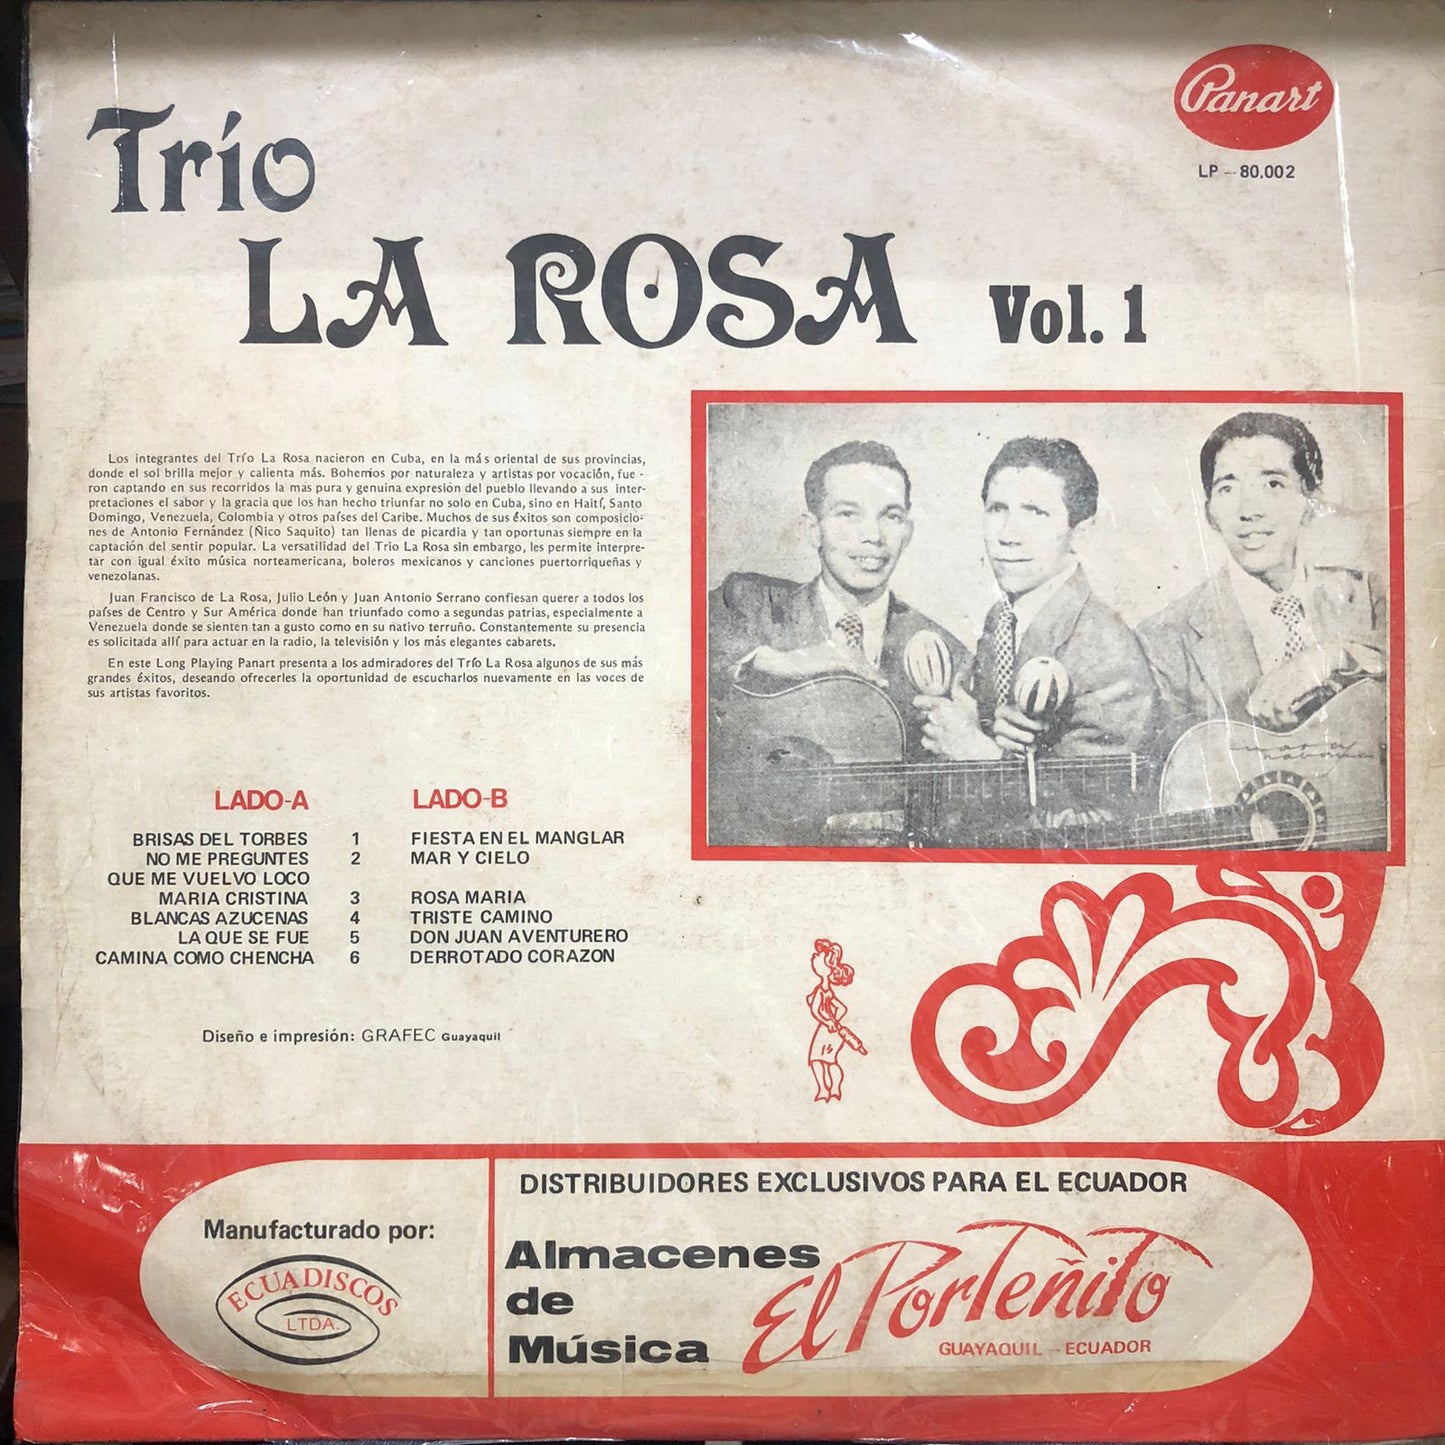 Panart
LP - 80.002
Trío
LA ROSA Vol. 1
Los integrantes del Trío La Rosa nacieron en Cuba, en la más oriental de sus provincias,
donde el sol brilla mejor y calienta más. Bohemios por naturaleza y artistas por vocación, fue -
ron captando en sus recorridos la mas pura y genuina expresión del pueblo llevando a sus inter-
pretaciones el sabor y la gracia que los han hecho triunfar no solo en Cuba, sino en Haití, Santo
Domingo, Venezuela, Colombia y otros países del Caribe. Muchos de sus éxitos son composicio-
nes de Antonio Fernández (Ñico Saquito) tan llenas de picardia y tan oportunas siempre en la
captación del sentir popular. La versatilidad del Trio La Rosa sin embargo, les permite interpre-
tar con igual éxito música norteamericana, boleros mexicanos y canciones puertorriqueñas y
venezolanas.
Juan Francisco de La Rosa, Julio León y Juan Antonio Serrano confiesan querer a todos los
países de Centro y Sur América donde han triunfado como a segundas patrias, especialmente a
Venezuela donde se sienten tan a gusto como en su nativo terruño. Constantemente su presencia
es solicitada allí para actuar en la radio, la televisión y los más elegantes cabarets.
En este Long Playing Panart presenta a los admiradores del Trío La Rosa algunos de sus más
grandes éxitos, deseando ofrecerles la oportunidad de escucharlos nuevamente en las voces de
sus artistas favoritos.
LADO-A LADO-B
BRISAS DEL TORBES 1 FIESTA EN EL MANGLAR
NO ME PREGUNTES 2 MAR Y CIELO
QUE ME VUELVO LOCO
MARIA CRISTINA 3 ROSA MARIA
BLANCAS AZUCENAS 4 TRISTE CAMINO
LA QUE SE FUE 5 DON JUAN AVENTURERO
CAMINA COMO CHENCHA 6 DERROTADO CORAZON
Diseño e impresión: GRAFEC Guayaquil
Manufacturado por:
ECUADISCOS
LTDA.
DISTRIBUIDORES EXCLUSIVOS PARA EL ECUADOR
Almacenes
de
Música
El Porteñito
GUAYAQUIL - ECUADOR